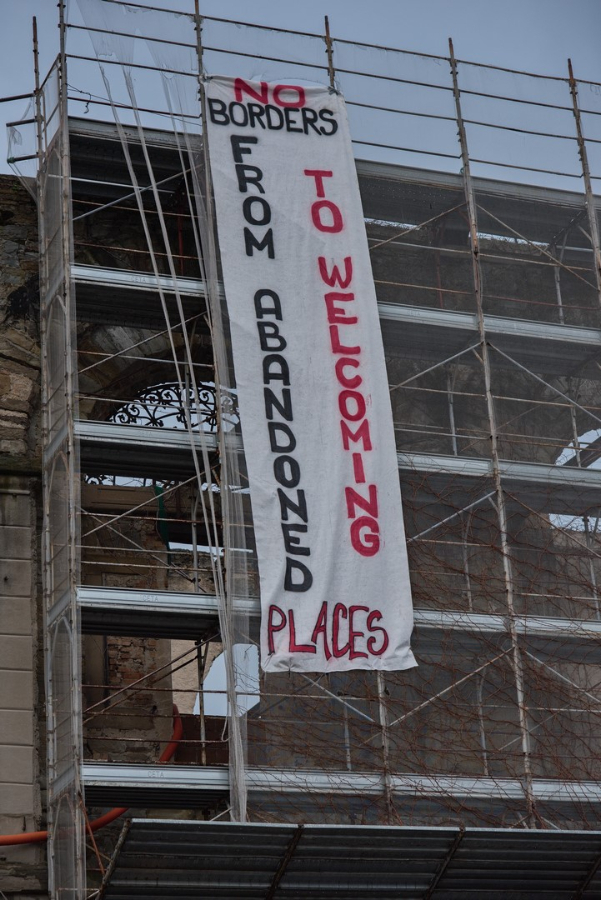 NO
BORDERS
FROM ABANDONED
TO WELCOMING
PLACES